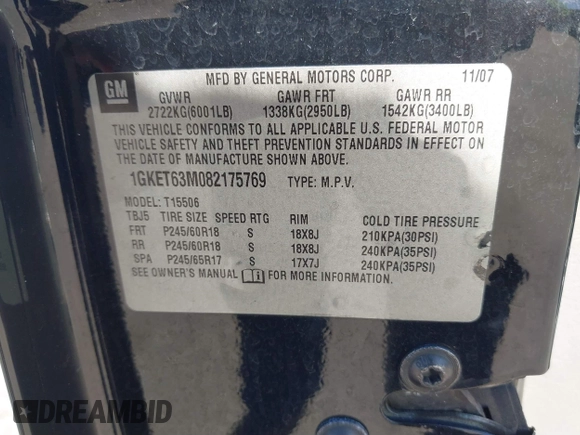 GM
MFD BY GENERAL MOTORS CORP. 11/07
GVWR GAWR FRT GAWR RR
2722KG(6001LB) 1338KG(2950LB) 1542KG(3400LB)
THIS VEHICLE CONFORMS TO ALL APPLICABLE U.S. FEDERAL MOTOR
VEHICLE SAFETY AND THEFT PREVENTION STANDARDS IN EFFECT ON
THE DATE OF MANUFACTURE SHOWN ABOVE.
1GKET63M082175769 TYPE: M.P.V.
MODEL: T15506
TBJ5 TIRE SIZE SPEED RTG RIM COLD TIRE PRESSURE
FRT P245/60R18 S 18X8J 210KPA(30PSI)
RR P245/60R18 S 18X8J 240KPA(35PSI)
SPA P245/65R17 S 17X7J 240KPA(35PSI)
SEE OWNER'S MANUAL FOR MORE INFORMATION.
DREAMBID